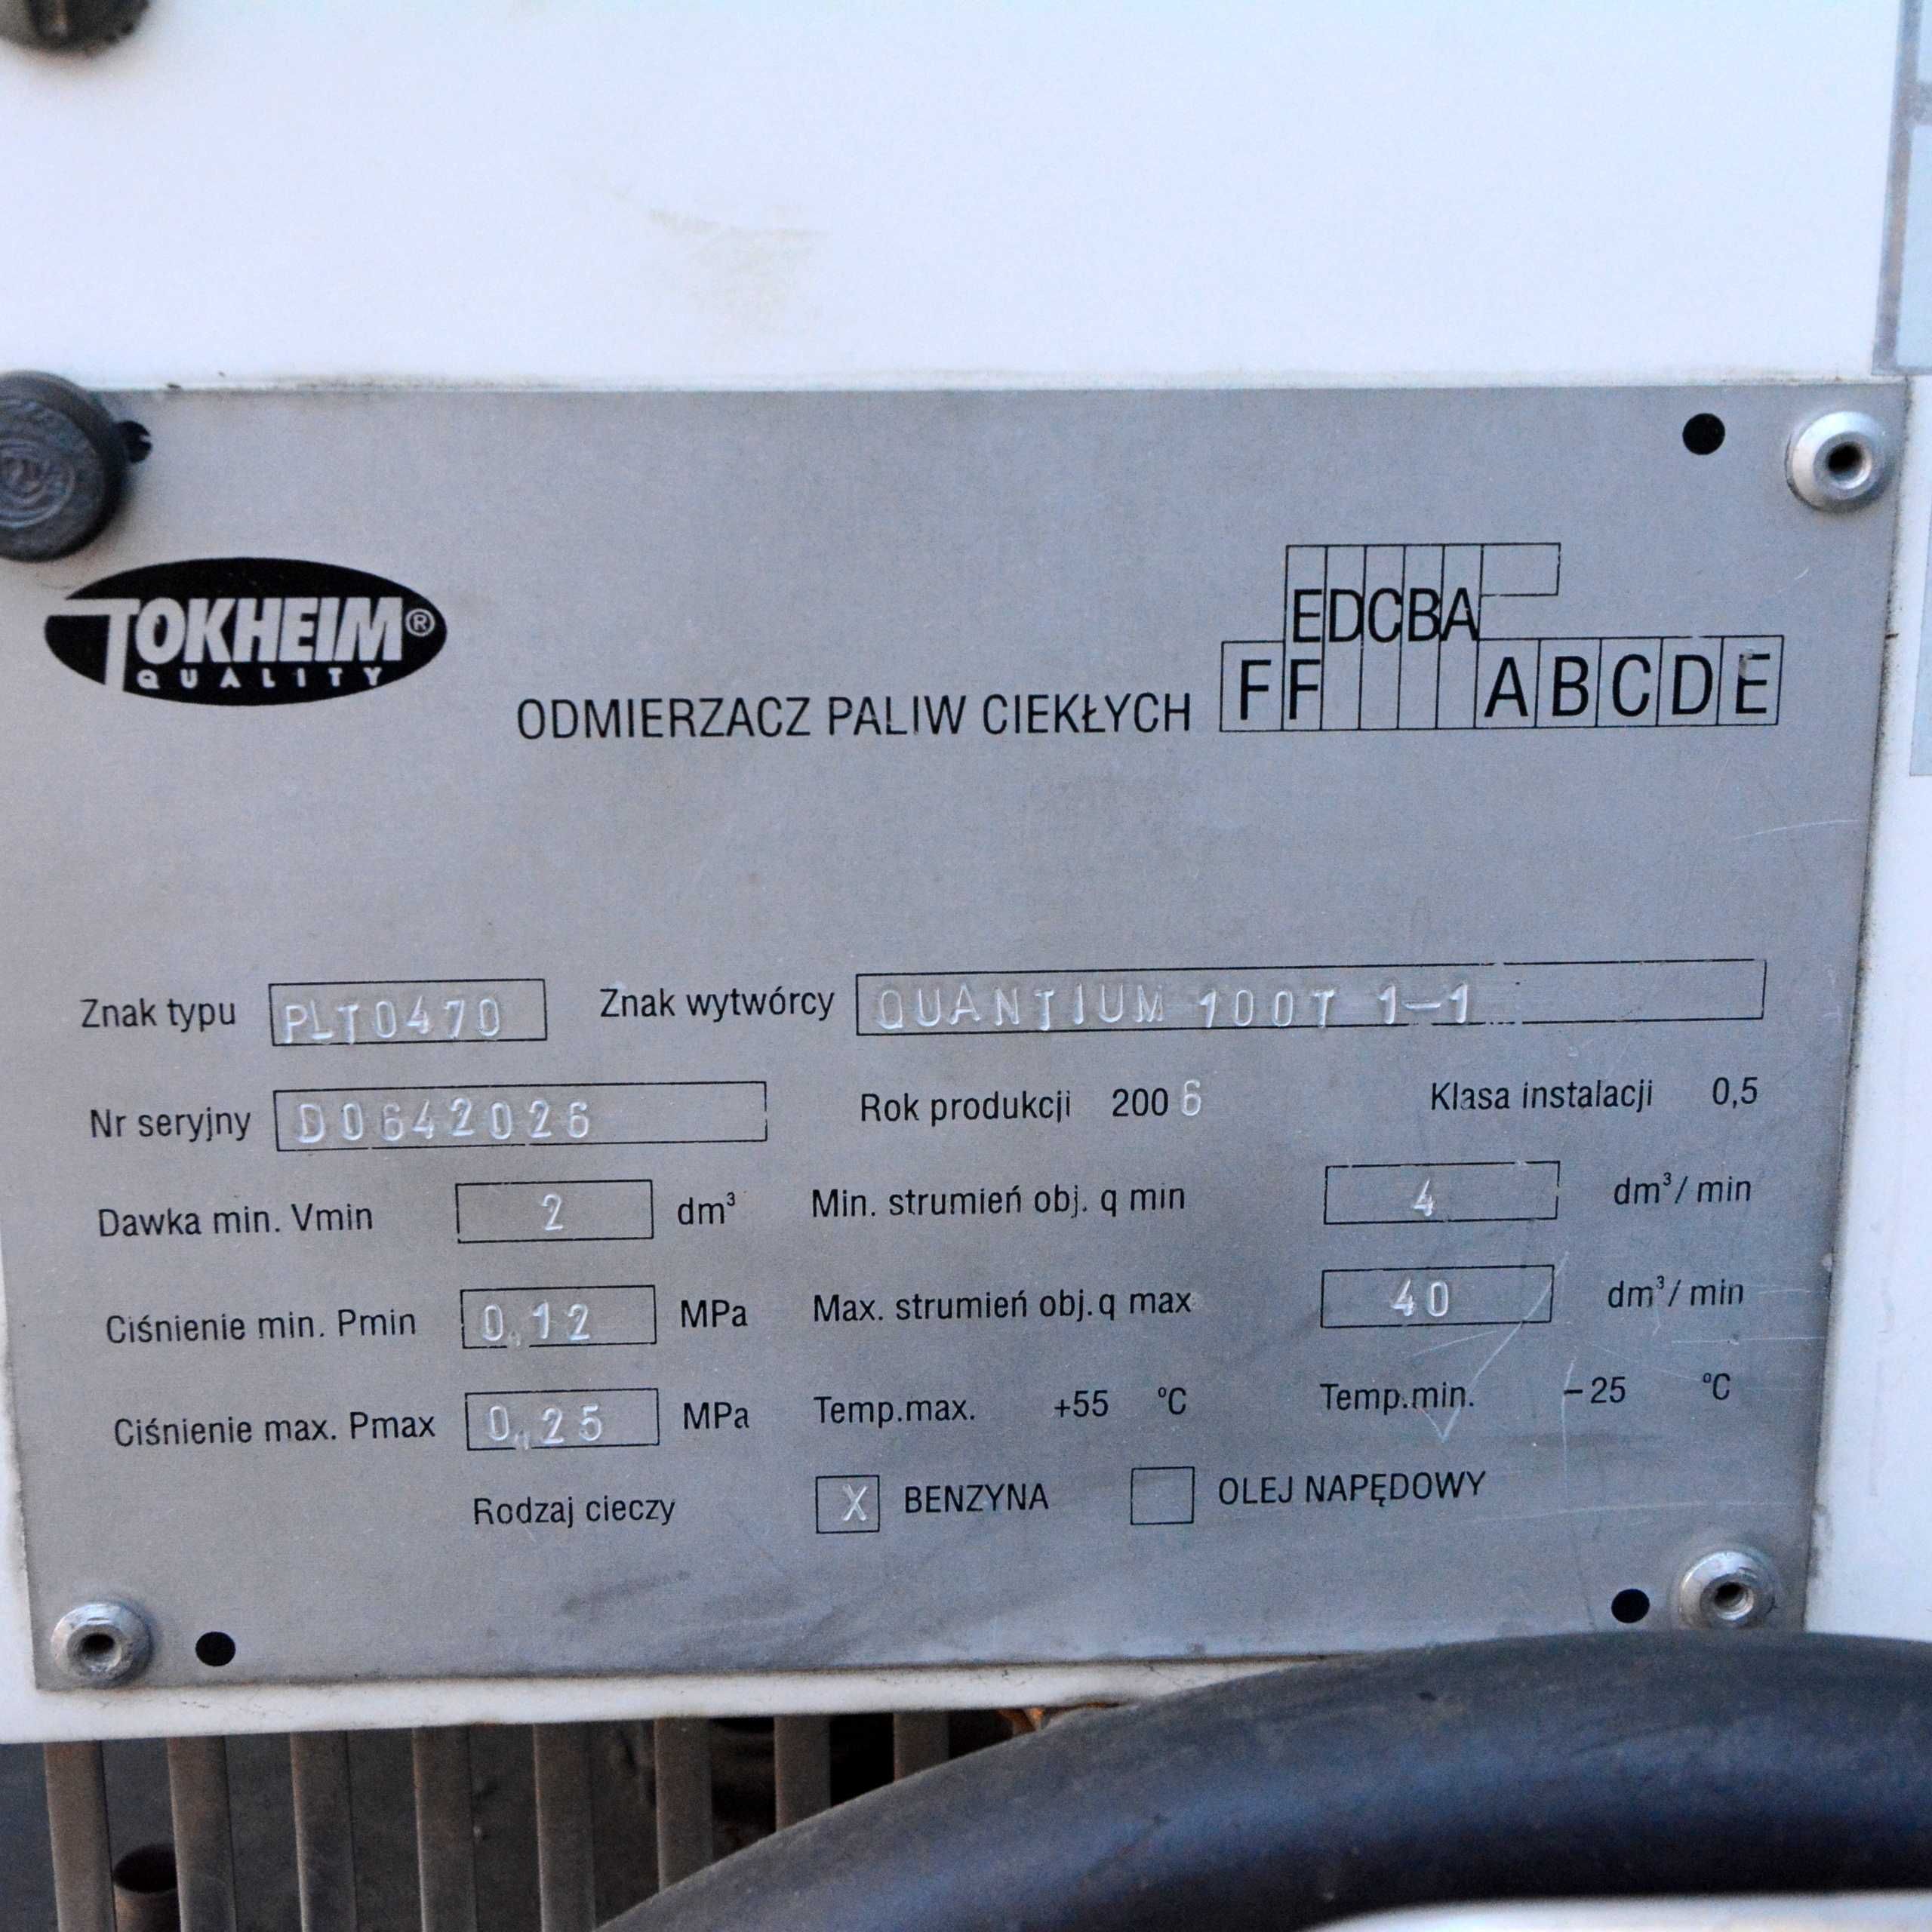 TOKHEIM®
QUALITY
EDCBA
ODMIERZACZ PALIW CIEKŁYCH FF ABCDE
Znak typu PLT0470 Znak wytwórcy QUANTIUM 100T 1-1
Nr seryjny D0642026 Rok produkcji 2006 Klasa instalacji 0,5
Dawka min. Vmin 2 dm³ Min. strumień obj. q min 4 dm³/ min
Ciśnienie min. Pmin 0,12 MPa Max. strumień obj.q max 40 dm³/ min
Ciśnienie max. Pmax 0,25 MPa Temp.max. +55 °C Temp.min. -25 °C
Rodzaj cieczy X BENZYNA OLEJ NAPĘDOWY